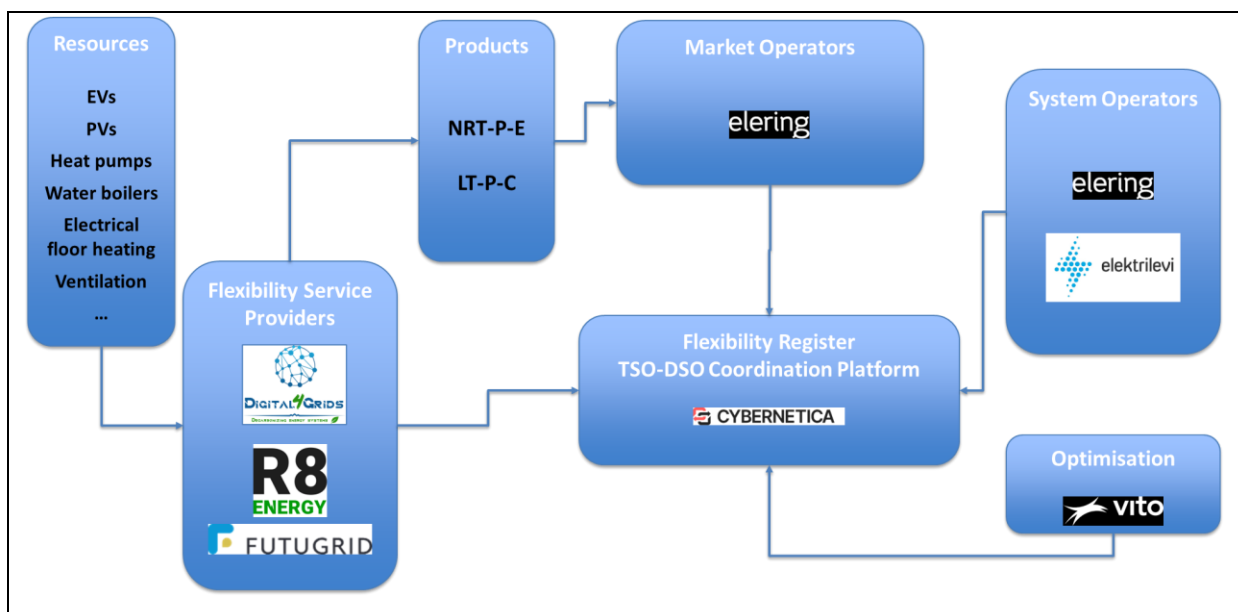 Resources
EVs
PVs
Heat pumps
Water boilers
Electrical
floor heating
Ventilation
...
Flexibility Service
Providers
DIGITAL4GRIDS
DECARBONIZING ENERGY SYSTEMS
R8
ENERGY
FUTUGRID
Products
NRT-P-E
LT-P-C
Market Operators
elering
System Operators
elering
elektrilevi
Flexibility Register
TSO-DSO Coordination Platform
CYBERNETICA
Optimisation
vito